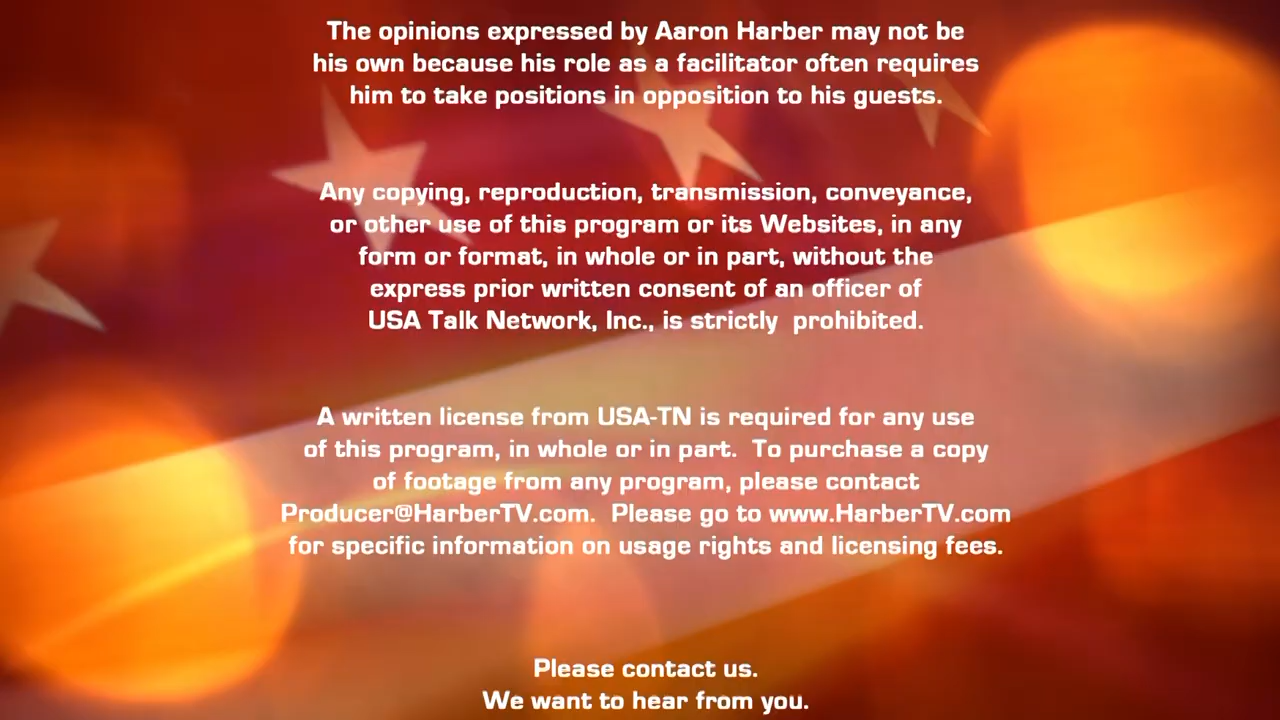 The opinions expressed by Aaron Harber may not be
his own because his role as a facilitator often requires
him to take positions in opposition to his guests.
Any copying, reproduction, transmission, conveyance,
or other use of this program or its Websites, in any
form or format, in whole or in part, without the
express prior written consent of an officer of
USA Talk Network, Inc., is strictly  prohibited.
A written license from USA-TN is required for any use
of this program, in whole or in part.  To purchase a copy
of footage from any program, please contact
Producer@HarberTV.com.  Please go to www.HarberTV.com
for specific information on usage rights and licensing fees.
Please contact us.
We want to hear from you.